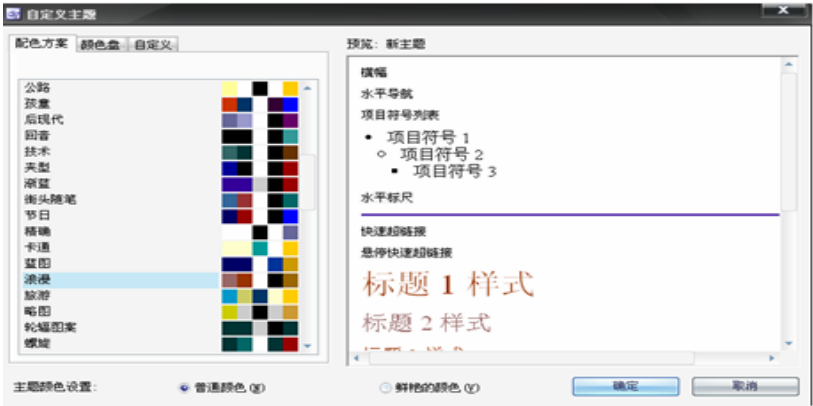 自定义主题
配色方案 颜色盘 自定义
公路
孩童
后现代
回音
技术
夹型
渐蓝
街头随笔
节日
精确
卡通
蓝图
浪漫
旅游
略图
轮辐图案
螺旋
预览: 新主题
横幅
水平导航
项目符号列表
• 项目符号 1
○ 项目符号 2
▪ 项目符号 3
水平标尺
快速超链接
悬停快速超链接
标题 1 样式
标题 2 样式
主题颜色设置: 普通颜色(X) 鲜艳的颜色(V) 确定 取消